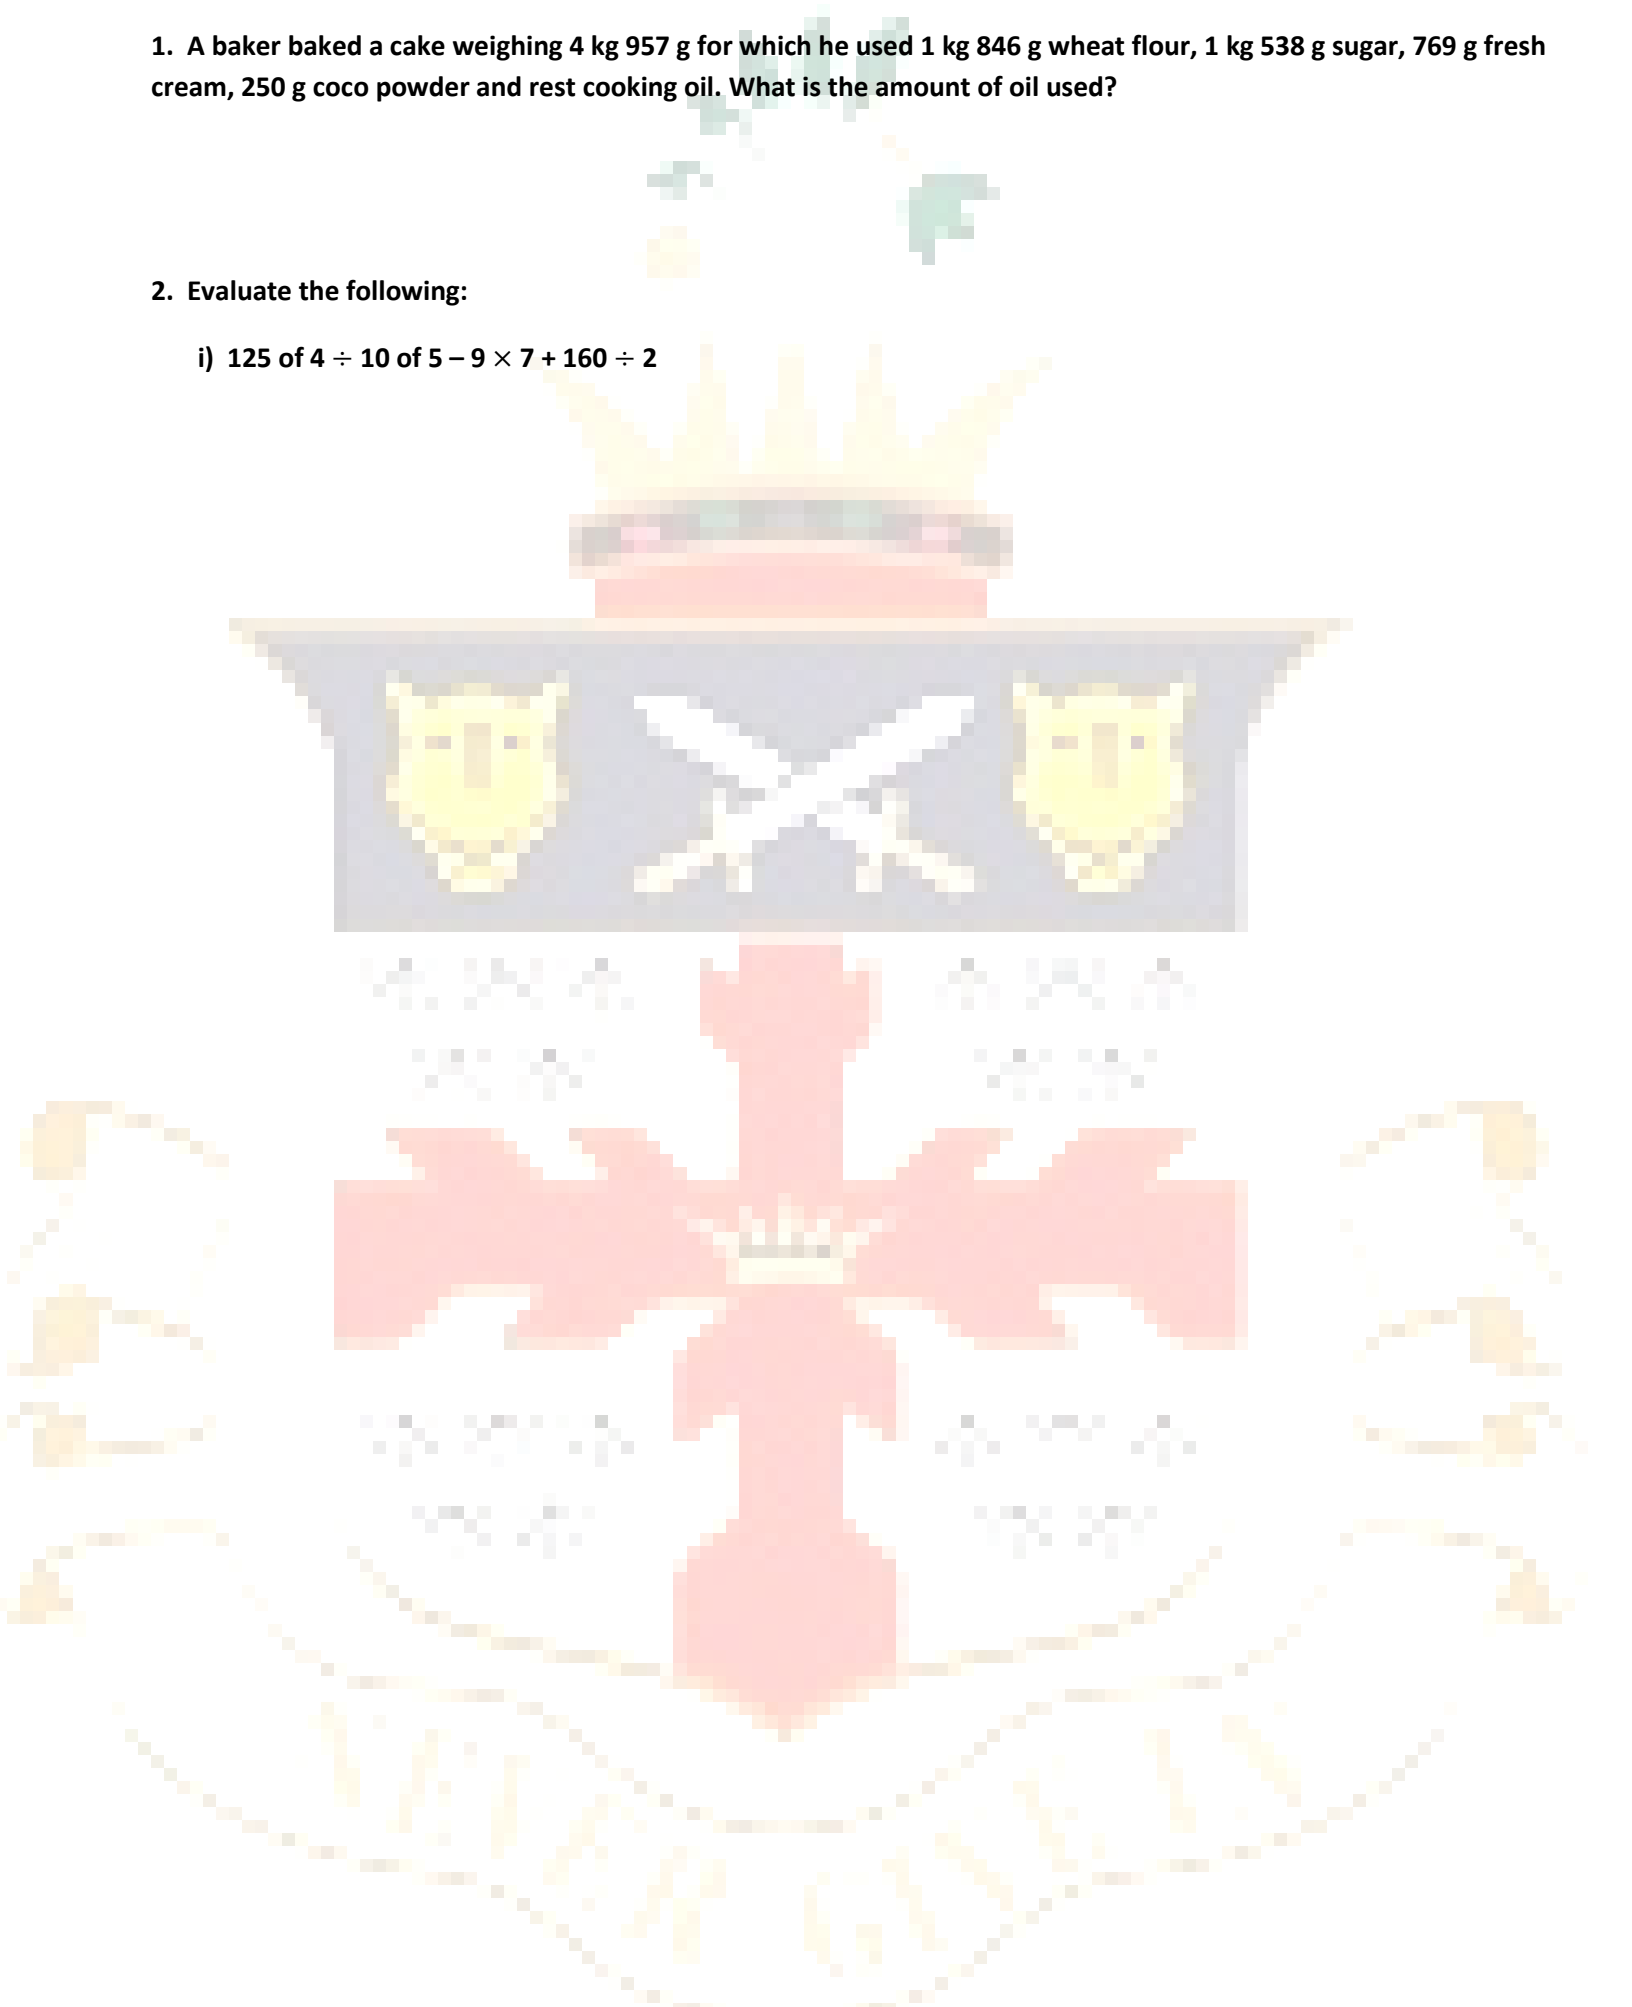 1. A baker baked a cake weighing 4 kg 957 g for which he used 1 kg 846 g wheat flour, 1 kg 538 g sugar, 769 g fresh
cream, 250 g coco powder and rest cooking oil. What is the amount of oil used?
2. Evaluate the following:
i) 125 of 4 ÷ 10 of 5 – 9 × 7 + 160 ÷ 2